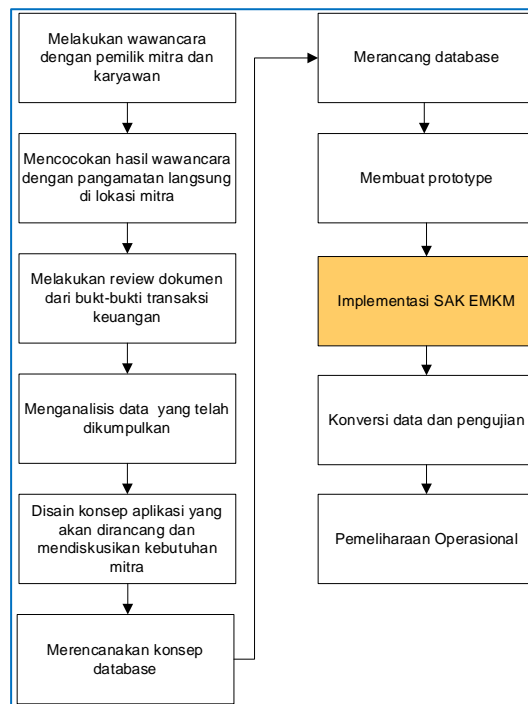 Melakukan wawancara
dengan pemilik mitra dan
karyawan
Mencocokan hasil wawancara
dengan pangamatan langsung
di lokasi mitra
Melakukan review dokumen
dari bukt-bukti transaksi
keuangan
Menganalisis data yang telah
dikumpulkan
Disain konsep aplikasi yang
akan dirancang dan
mendiskusikan kebutuhan
mitra
Merencanakan konsep
database
Merancang database
Membuat prototype
Implementasi SAK EMKM
Konversi data dan pengujian
Pemeliharaan Operasional